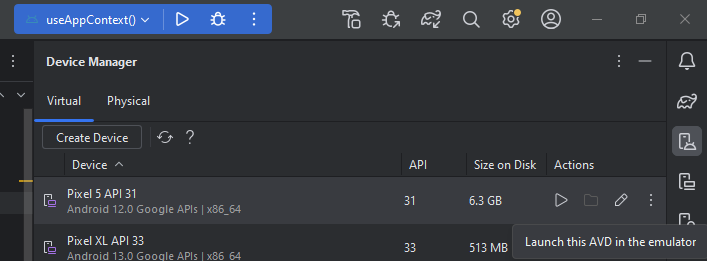 useAppContext()
Device Manager
Virtual Physical
Create Device ?
Device API Size on Disk Actions
Pixel 5 API 31
Android 12.0 Google APIs | x86_64
31 6.3 GB
Pixel XL API 33
Android 13.0 Google APIs | x86_64
33 513 MB
Launch this AVD in the emulator